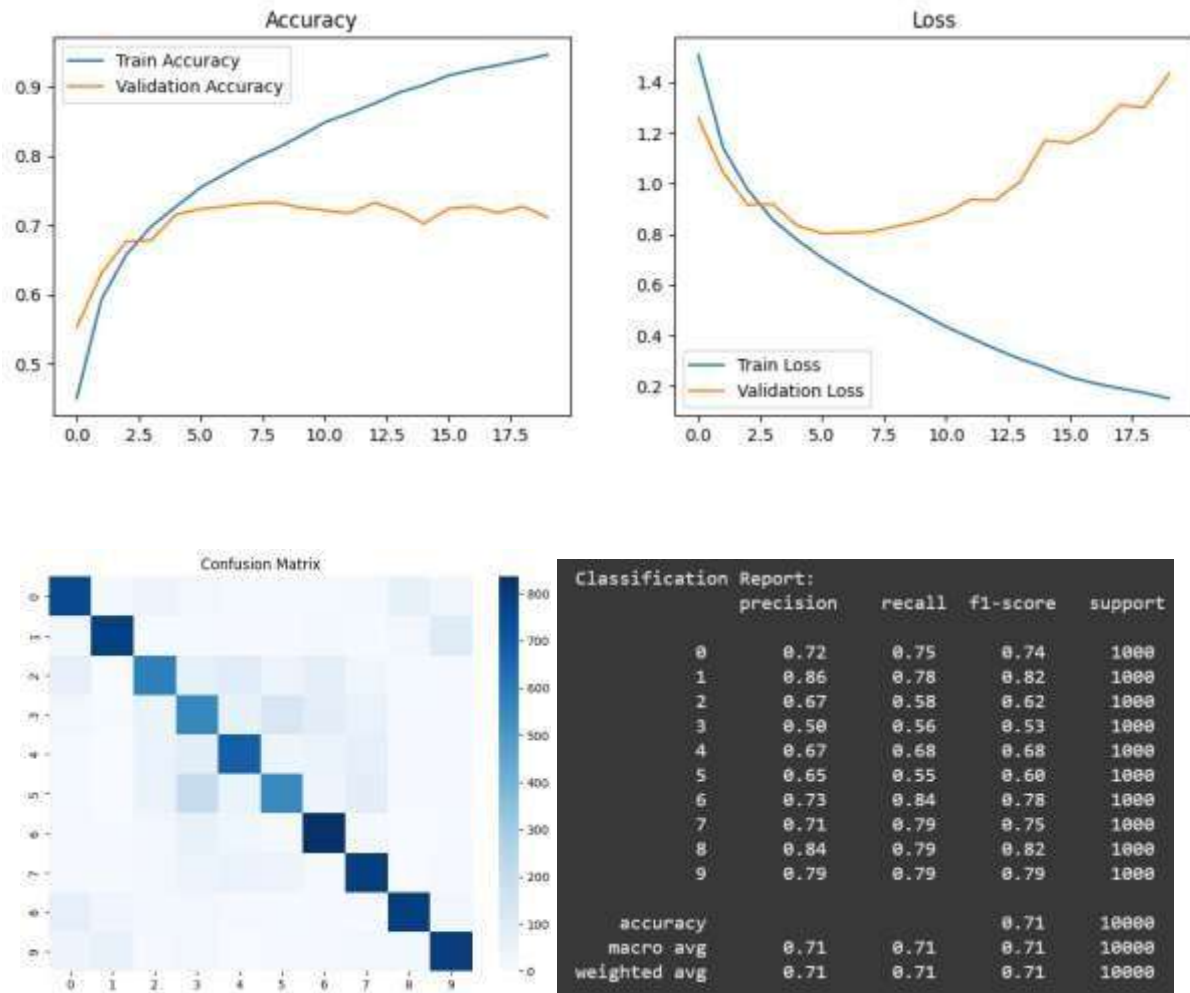 Accuracy
Train Accuracy
Validation Accuracy
0.9
0.8
0.7
0.6
0.5
0.0 2.5 5.0 7.5 10.0 12.5 15.0 17.5
Loss
1.4
1.2
1.0
0.8
0.6
0.4
0.2
Train Loss
Validation Loss
0.0 2.5 5.0 7.5 10.0 12.5 15.0 17.5
Confusion Matrix
0
1
2
3
4
5
6
7
8
9
0 1 2 3 4 5 6 7 8 9
800
700
600
500
400
300
200
100
0
Classification Report:
precision recall f1-score support
0 0.72 0.75 0.74 1000
1 0.86 0.78 0.82 1000
2 0.67 0.58 0.62 1000
3 0.50 0.56 0.53 1000
4 0.67 0.68 0.68 1000
5 0.65 0.55 0.60 1000
6 0.73 0.84 0.78 1000
7 0.71 0.79 0.75 1000
8 0.84 0.79 0.82 1000
9 0.79 0.79 0.79 1000
accuracy 0.71 10000
macro avg 0.71 0.71 0.71 10000
weighted avg 0.71 0.71 0.71 10000